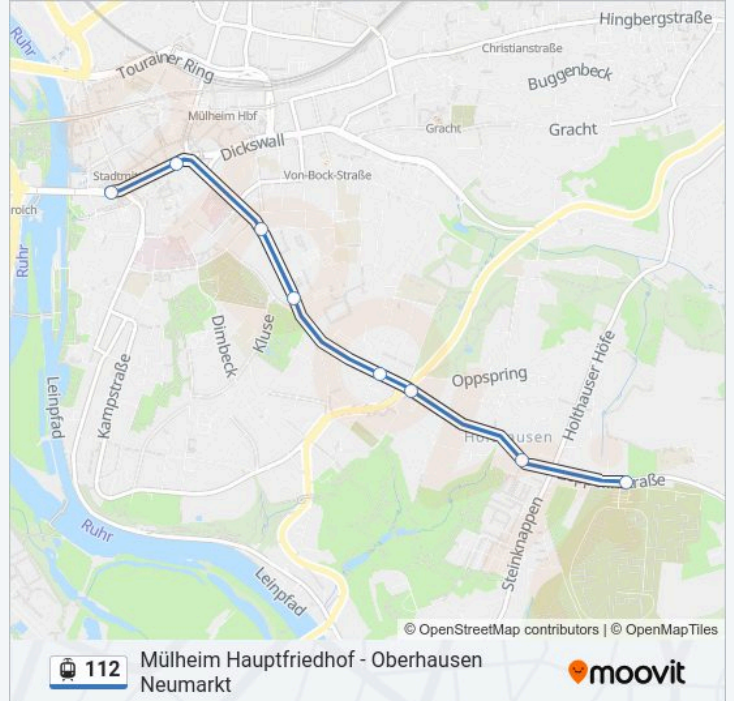 Hingbergstraße
Ruhr
Christianstraße
Tourainer Ring
Buggenbeck
Mülheim Hbf
Gracht
Gracht
Dickswall
Von-Bock-Straße
roich
Ruhr
Holthauser Höfe
Dimbeck
Kluse
Kampstraße
Oppspring
Leinpfad
Steinknappen
Ruhr
Leinpfad
© OpenStreetMap contributors | © OpenMapTiles
112
Mülheim Hauptfriedhof - Oberhausen
Neumarkt
moovit